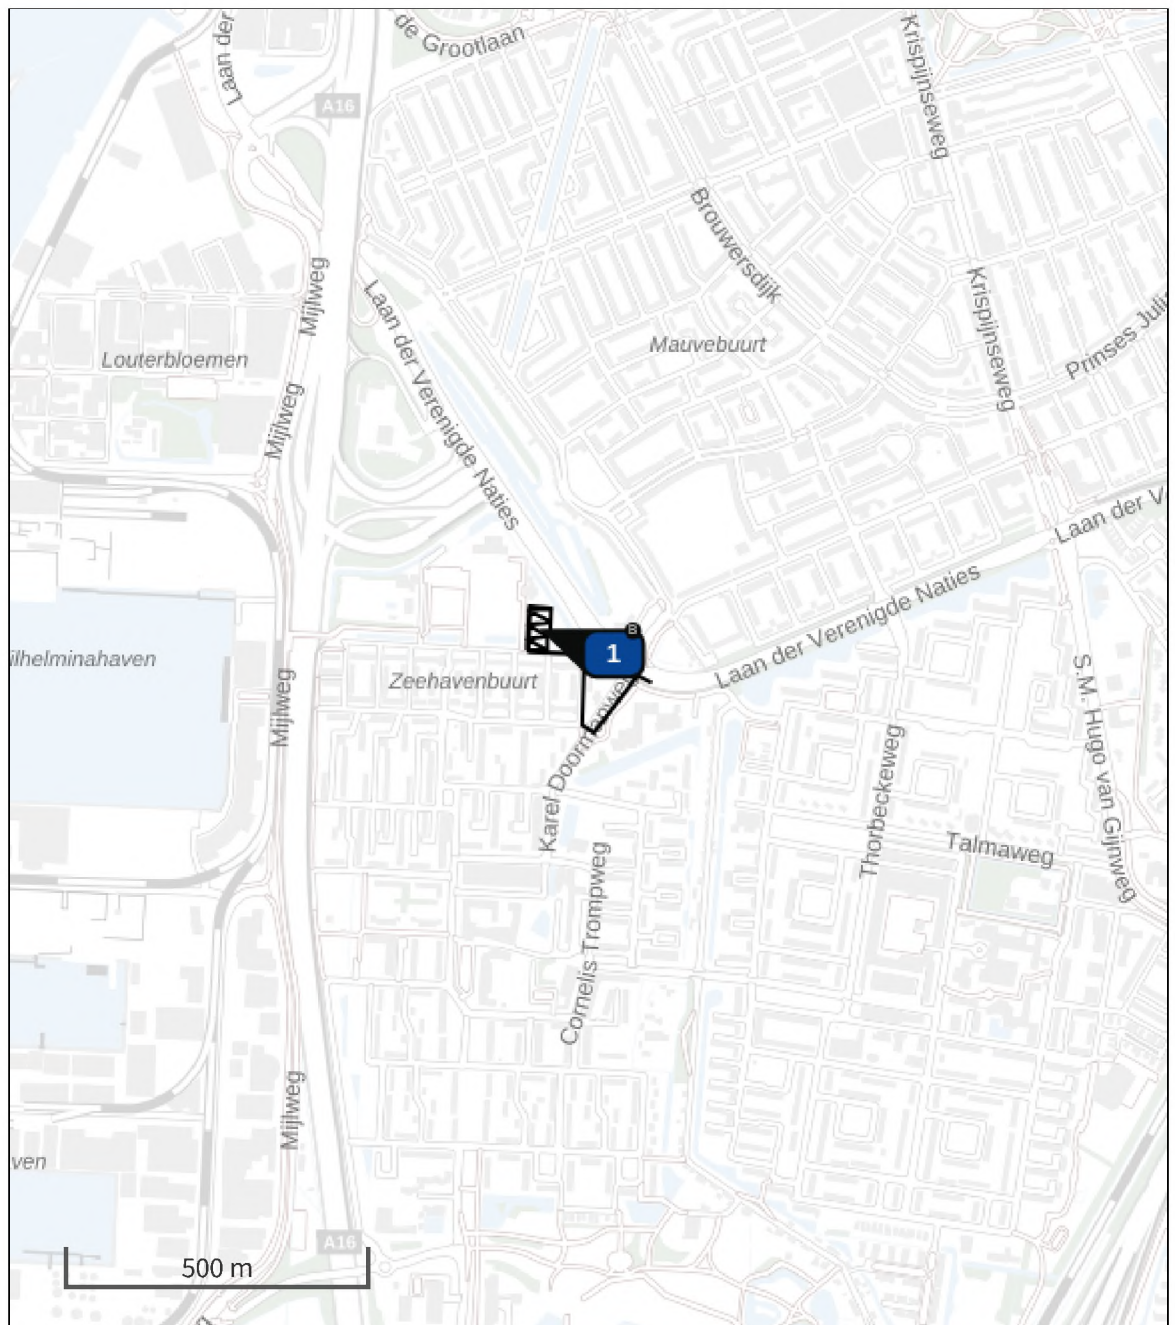 Laan der
de Grootlaan
Krispijnseweg
A16
Brouwersdijk
Mijlweg
Laan der Verenigde Naties
Krispijnseweg
Prinses Juli
Mauvebuurt
Louterbloemen
Mijlweg
Laan der V
Laan der Verenigde Naties
B
1
ilhelminahaven
Zeehavenbuurt
Mijlweg
S.M. Hugo van Gijnweg
Karel Doorm
Thorbeckeweg
Talmaweg
Cornelis Trompweg
Mijlweg
ven
A16
500 m